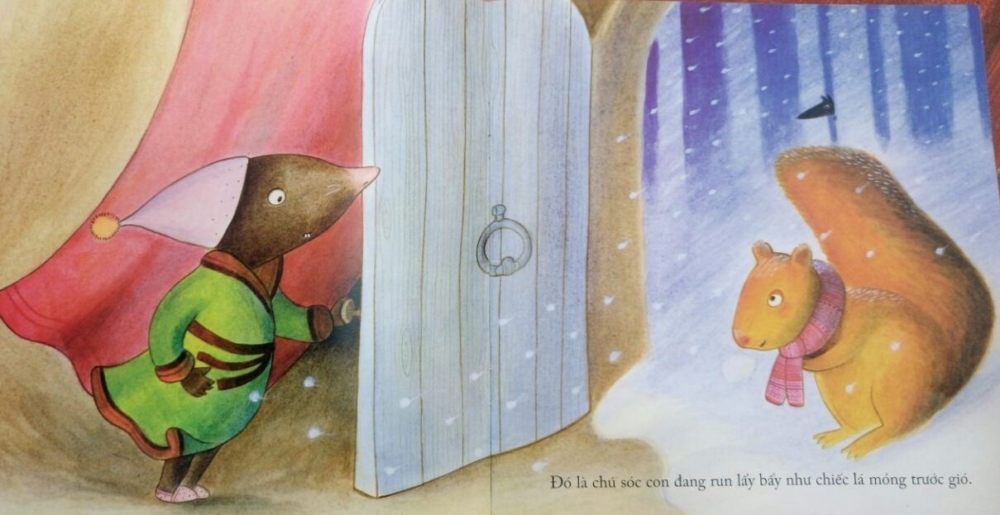 Đó là chú sóc con đang run lẩy bẩy như chiếc lá mỏng trước gió.